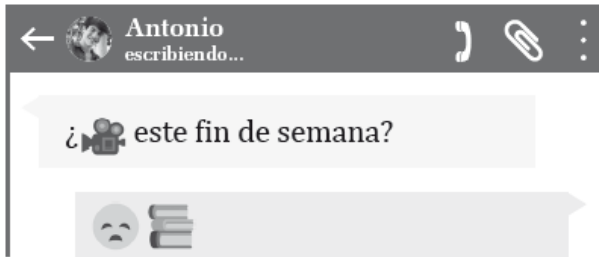 Antonio
escribiendo...
¿🎥 este fin de semana?
😞📚